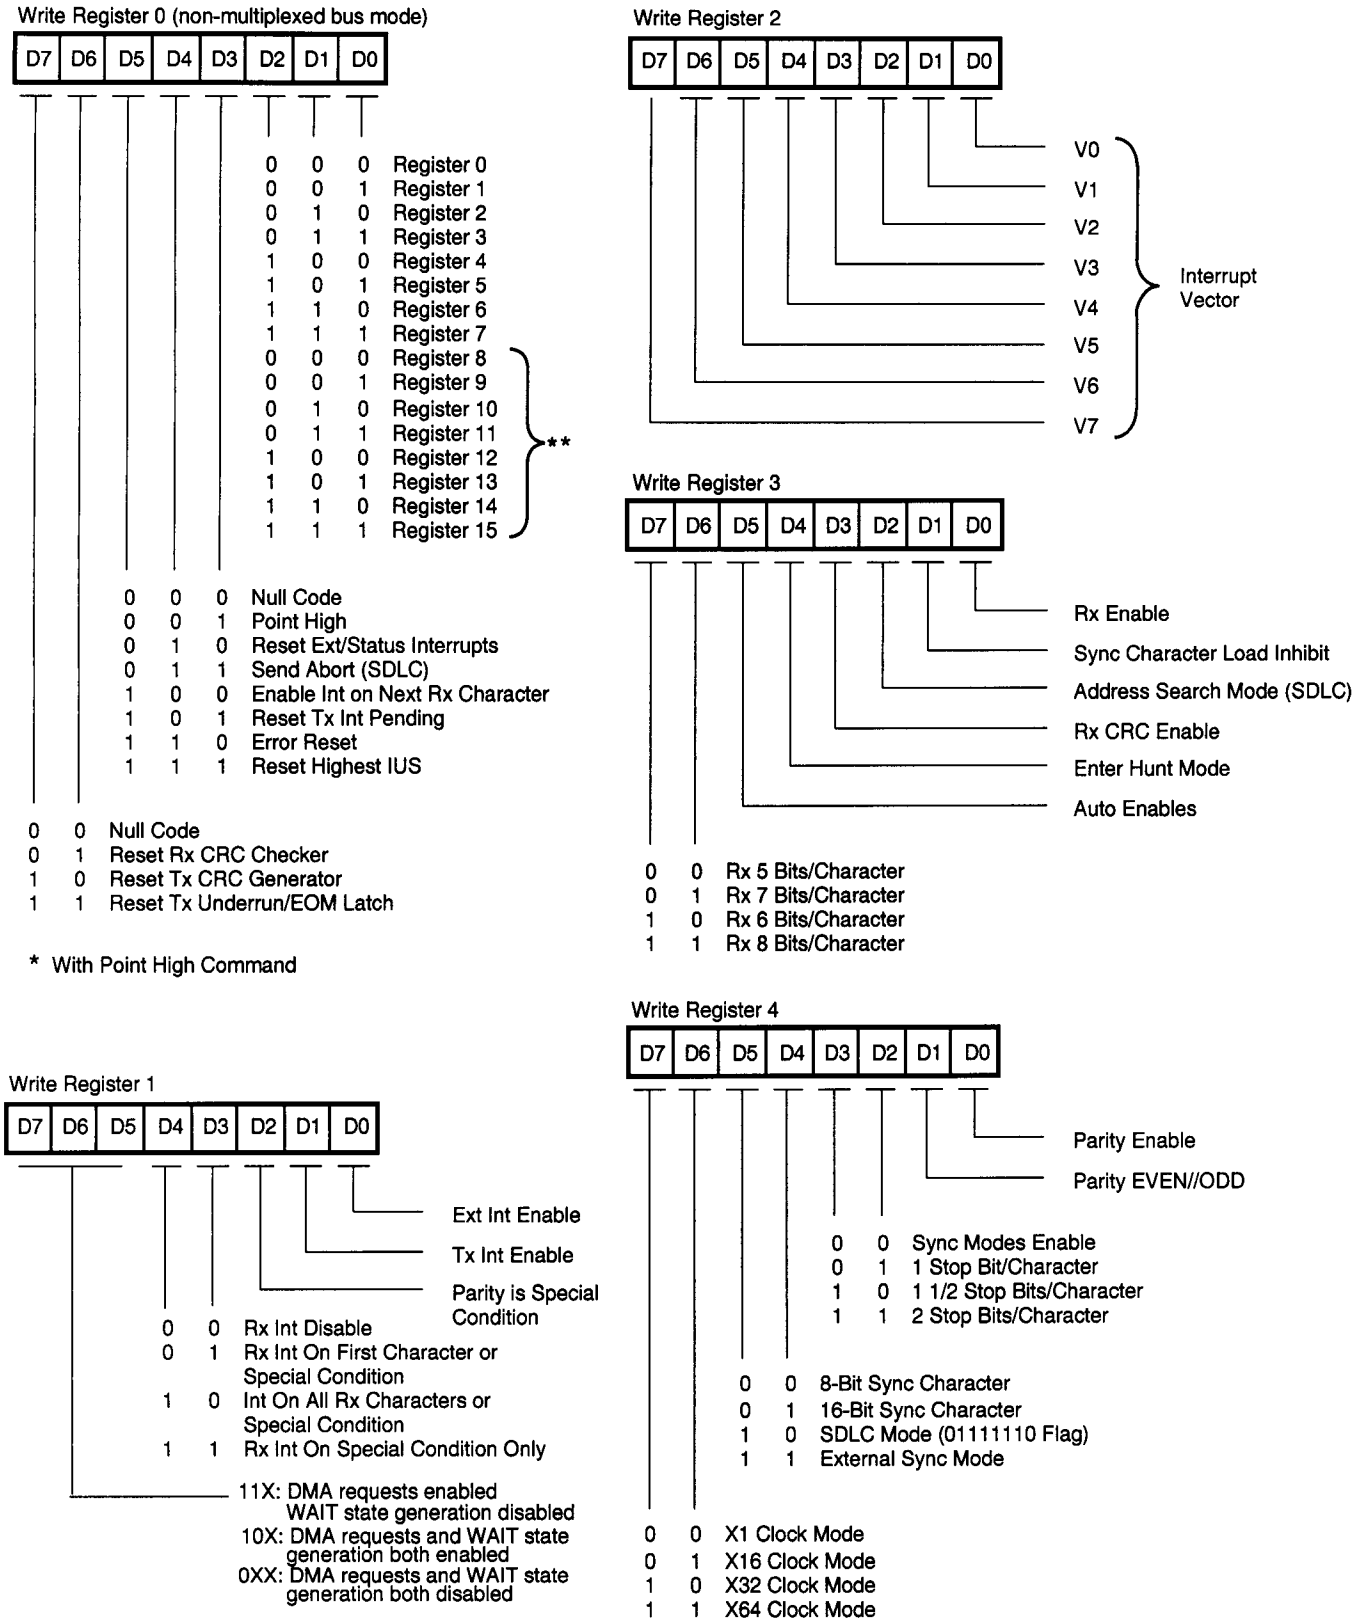 Write Register 0 (non-multiplexed bus mode)
D7 D6 D5 D4 D3 D2 D1 D0
0 0 0 Register 0
0 0 1 Register 1
0 1 0 Register 2
0 1 1 Register 3
1 0 0 Register 4
1 0 1 Register 5
1 1 0 Register 6
1 1 1 Register 7
0 0 0 Register 8
0 0 1 Register 9
0 1 0 Register 10
0 1 1 Register 11
**
1 0 0 Register 12
1 0 1 Register 13
1 1 0 Register 14
1 1 1 Register 15
0 0 0 Null Code
0 0 1 Point High
0 1 0 Reset Ext/Status Interrupts
0 1 1 Send Abort (SDLC)
1 0 0 Enable Int on Next Rx Character
1 0 1 Reset Tx Int Pending
1 1 0 Error Reset
1 1 1 Reset Highest IUS
0 0 Null Code
0 1 Reset Rx CRC Checker
1 0 Reset Tx CRC Generator
1 1 Reset Tx Underrun/EOM Latch
* With Point High Command
Write Register 1
D7 D6 D5 D4 D3 D2 D1 D0
Ext Int Enable
Tx Int Enable
Parity is Special
Condition
0 0 Rx Int Disable
0 1 Rx Int On First Character or
Special Condition
1 0 Int On All Rx Characters or
Special Condition
1 1 Rx Int On Special Condition Only
11X: DMA requests enabled
WAIT state generation disabled
10X: DMA requests and WAIT state
generation both enabled
0XX: DMA requests and WAIT state
generation both disabled
Write Register 2
D7 D6 D5 D4 D3 D2 D1 D0
V0
V1
V2
V3
Interrupt
Vector
V4
V5
V6
V7
Write Register 3
D7 D6 D5 D4 D3 D2 D1 D0
Rx Enable
Sync Character Load Inhibit
Address Search Mode (SDLC)
Rx CRC Enable
Enter Hunt Mode
Auto Enables
0 0 Rx 5 Bits/Character
0 1 Rx 7 Bits/Character
1 0 Rx 6 Bits/Character
1 1 Rx 8 Bits/Character
Write Register 4
D7 D6 D5 D4 D3 D2 D1 D0
Parity Enable
Parity EVEN//ODD
0 0 Sync Modes Enable
0 1 1 Stop Bit/Character
1 0 1 1/2 Stop Bits/Character
1 1 2 Stop Bits/Character
0 0 8-Bit Sync Character
0 1 16-Bit Sync Character
1 0 SDLC Mode (01111110 Flag)
1 1 External Sync Mode
0 0 X1 Clock Mode
0 1 X16 Clock Mode
1 0 X32 Clock Mode
1 1 X64 Clock Mode